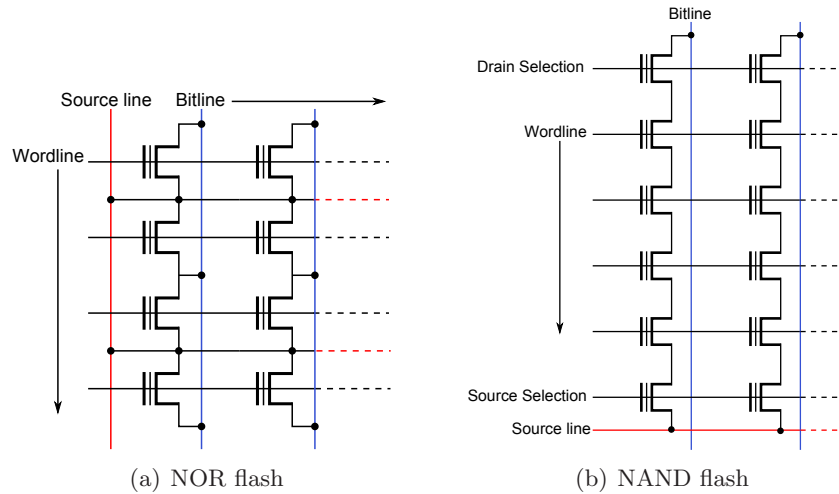 Source line
Bitline
Wordline
(a) NOR flash
Bitline
Drain Selection
Wordline
Source Selection
Source line
(b) NAND flash